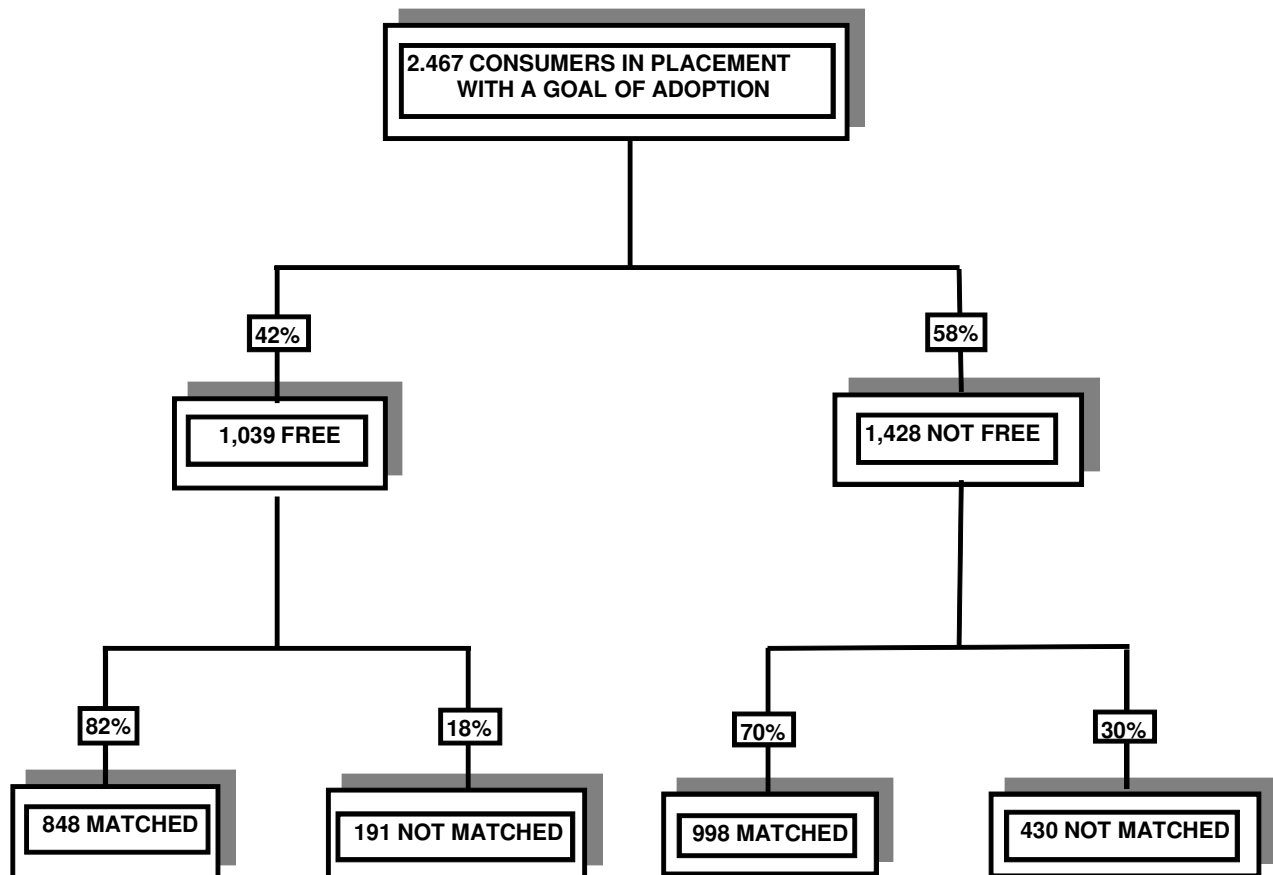 2.467 CONSUMERS IN PLACEMENT
WITH A GOAL OF ADOPTION
42%
58%
1,039 FREE
1,428 NOT FREE
82%
18%
70%
30%
848 MATCHED
191 NOT MATCHED
998 MATCHED
430 NOT MATCHED